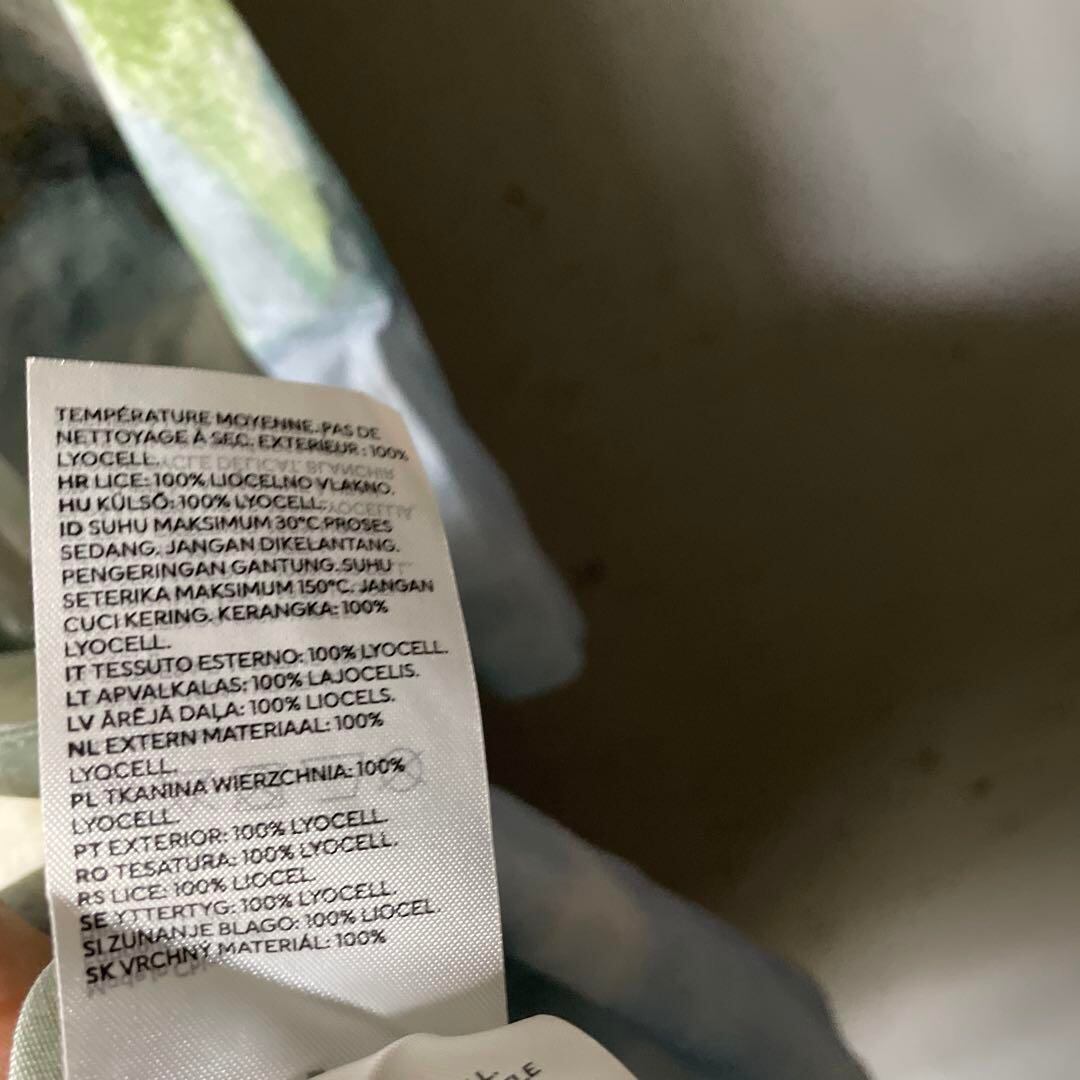 TEMPÉRATURE MOYENNE. PAS DE
NETTOYAGE À SEC. EXTERIEUR : 100%
LYOCELL.
HR LICE: 100% LIOCELNO VLAKNO.
HU KÜLSŐ: 100% LYOCELL.
ID SUHU MAKSIMUM 30°C PROSES
SEDANG. JANGAN DIKELANTANG.
PENGERINGAN GANTUNG. SUHU
SETERIKA MAKSIMUM 150°C. JANGAN
CUCI KERING. KERANGKA: 100%
LYOCELL.
IT TESSUTO ESTERNO: 100% LYOCELL.
LT APVALKALAS: 100% LAJOCELIS.
LV ĀRĒJĀ DAĻA: 100% LIOCELS.
NL EXTERN MATERIAAL: 100%
LYOCELL.
PL TKANINA WIERZCHNIA: 100%
LYOCELL.
PT EXTERIOR: 100% LYOCELL.
RO TESATURA: 100% LYOCELL.
RS LICE: 100% LIOCEL.
SE YTTERTYG: 100% LYOCELL.
SI ZUNANJE BLAGO: 100% LIOCEL.
SK VRCHNÝ MATERIÁL: 100%